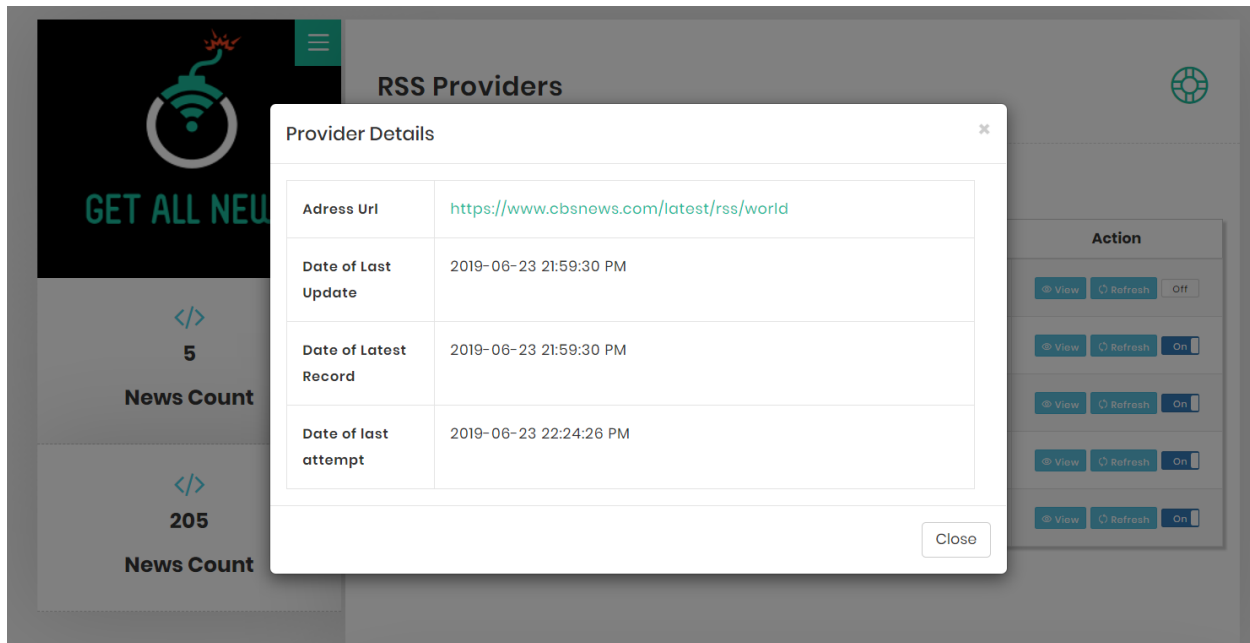 RSS Providers
Provider Details
×
Adress Url
https://www.cbsnews.com/latest/rss/world
Date of Last
Update
2019-06-23 21:59:30 PM
Date of Latest
Record
2019-06-23 21:59:30 PM
Date of last
attempt
2019-06-23 22:24:26 PM
Close
GET ALL NEW
</>
5
News Count
</>
205
News Count
Action
View Refresh Off
View Refresh On
View Refresh On
View Refresh On
View Refresh On